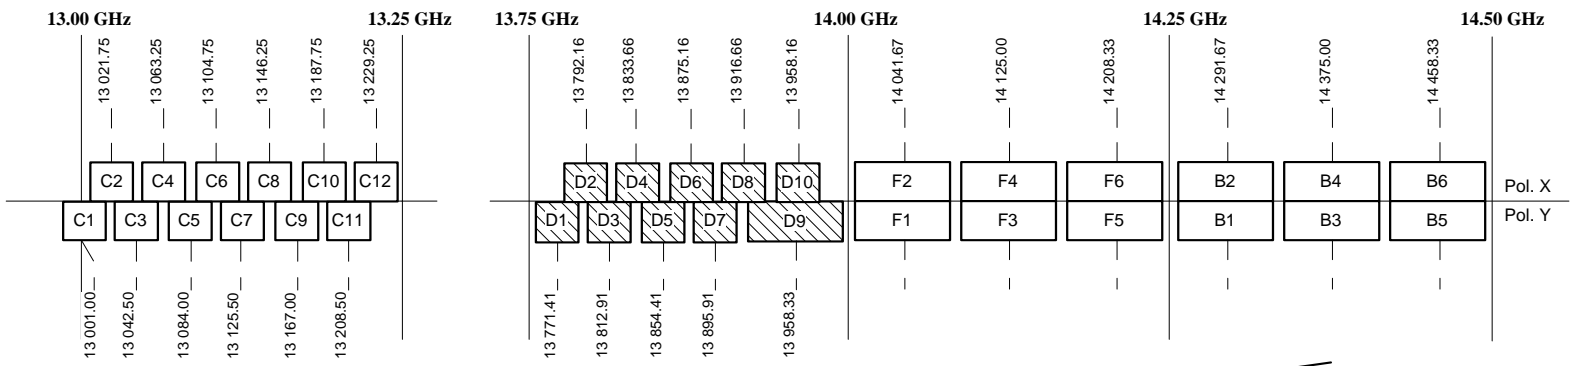 13.00 GHz 13.25 GHz 13.75 GHz 14.00 GHz 14.25 GHz 14.50 GHz
13 021.75 13 063.25 13 104.75 13 146.25 13 187.75 13 229.25 13 792.16 13 833.66 13 875.16 13 916.66 13 958.16 14 041.67 14 125.00 14 208.33 14 291.67 14 375.00 14 458.33
C2 C4 C6 C8 C10 C12 D2 D4 D6 D8 D10 F2 F4 F6 B2 B4 B6 Pol. X
C1 C3 C5 C7 C9 C11 D1 D3 D5 D7 D9 F1 F3 F5 B1 B3 B5 Pol. Y
13 001.00 13 042.50 13 084.00 13 125.50 13 167.00 13 208.50 13 771.41 13 812.91 13 854.41 13 895.91 13 958.33